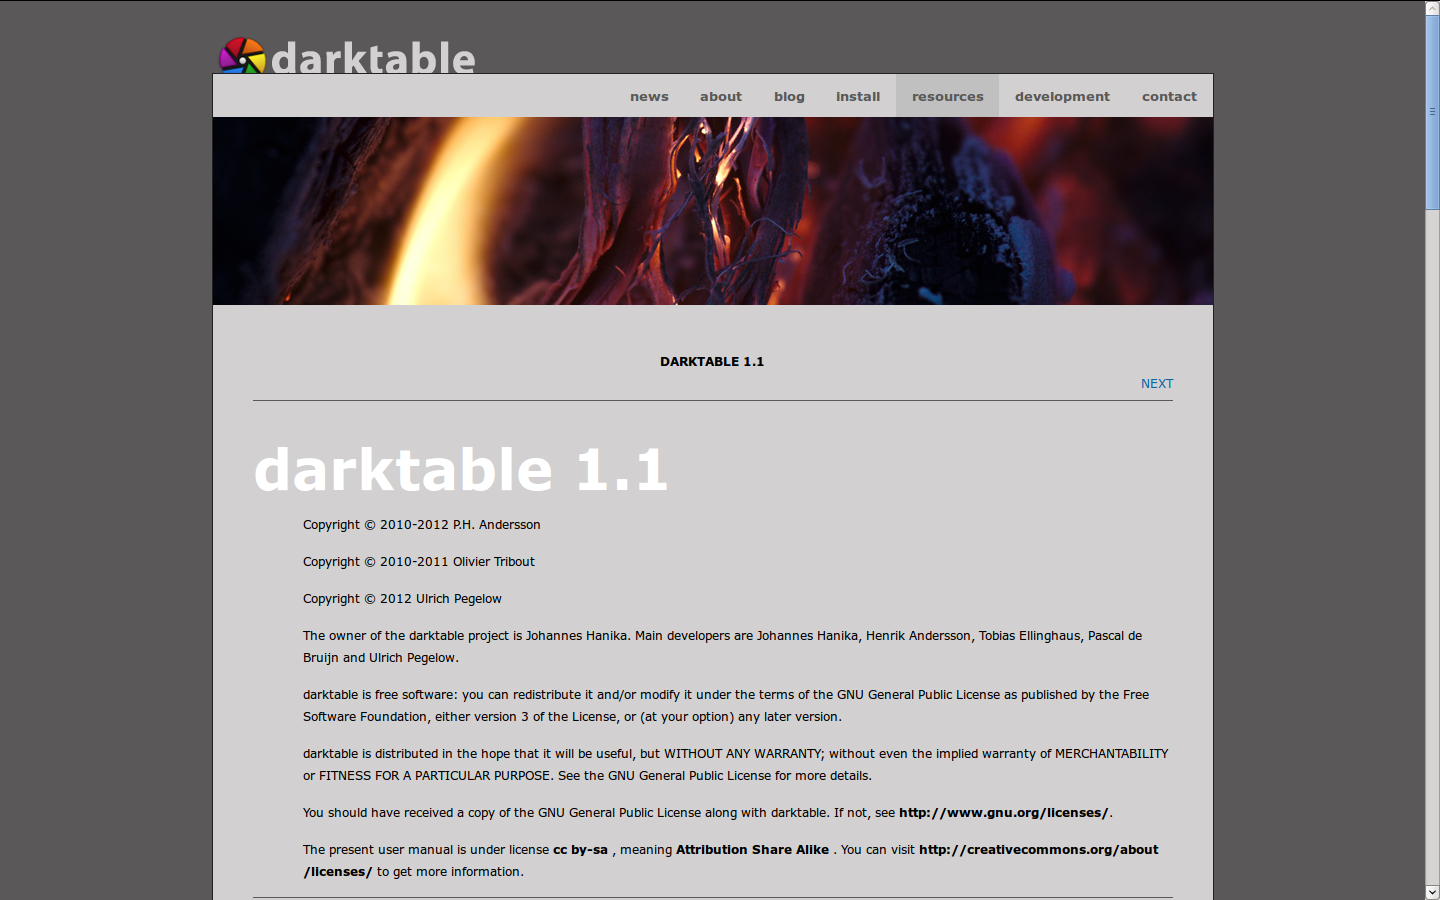 darktable
news about blog install resources development contact
DARKTABLE 1.1
NEXT
darktable 1.1
Copyright © 2010-2012 P.H. Andersson
Copyright © 2010-2011 Olivier Tribout
Copyright © 2012 Ulrich Pegelow
The owner of the darktable project is Johannes Hanika. Main developers are Johannes Hanika, Henrik Andersson, Tobias Ellinghaus, Pascal de
Bruijn and Ulrich Pegelow.
darktable is free software: you can redistribute it and/or modify it under the terms of the GNU General Public License as published by the Free
Software Foundation, either version 3 of the License, or (at your option) any later version.
darktable is distributed in the hope that it will be useful, but WITHOUT ANY WARRANTY; without even the implied warranty of MERCHANTABILITY
or FITNESS FOR A PARTICULAR PURPOSE. See the GNU General Public License for more details.
You should have received a copy of the GNU General Public License along with darktable. If not, see http://www.gnu.org/licenses/.
The present user manual is under license cc by-sa , meaning Attribution Share Alike . You can visit http://creativecommons.org/about
/licenses/ to get more information.